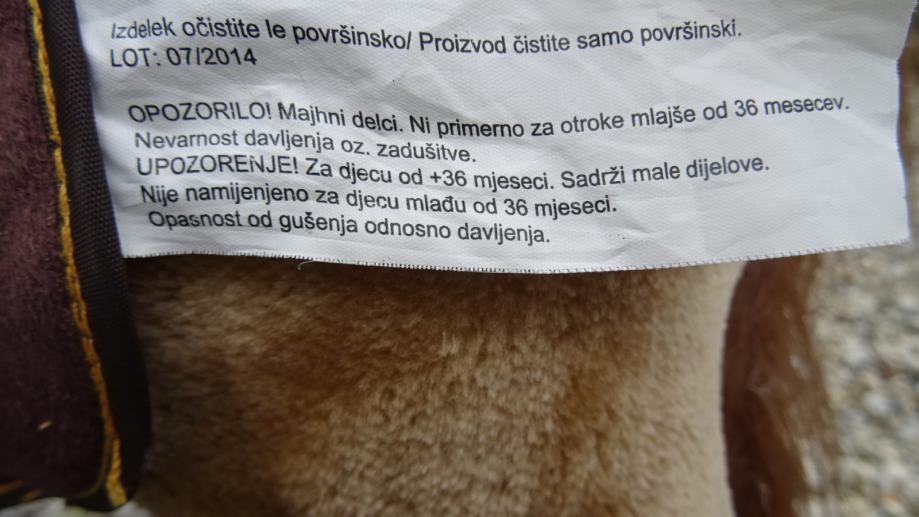 Izdelek očistite le površinsko/ Proizvod čistite samo površinski.
LOT: 07/2014
OPOZORILO! Majhni delci. Ni primerno za otroke mlajše od 36 mesecev.
Nevarnost davljenja oz. zadušitve.
UPOZORENJE! Za djecu od +36 mjeseci. Sadrži male dijelove.
Nije namijenjeno za djecu mlađu od 36 mjeseci.
Opasnost od gušenja odnosno davljenja.